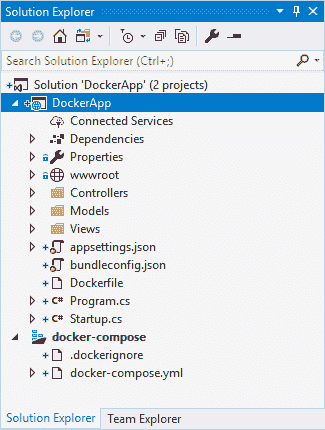 Solution Explorer
Search Solution Explorer (Ctrl+;)
Solution 'DockerApp' (2 projects)
DockerApp
Connected Services
Dependencies
Properties
wwwroot
Controllers
Models
Views
appsettings.json
bundleconfig.json
Dockerfile
C# Program.cs
C# Startup.cs
docker-compose
.dockerignore
docker-compose.yml
Solution Explorer Team Explorer